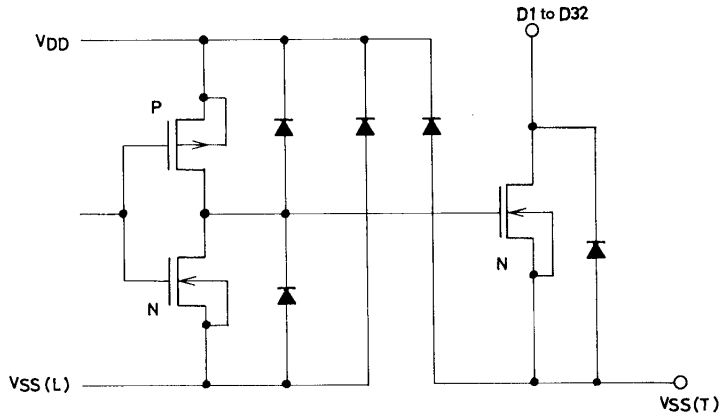 D1 to D32
VDD
P
N
N
VSS(L)
VSS(T)